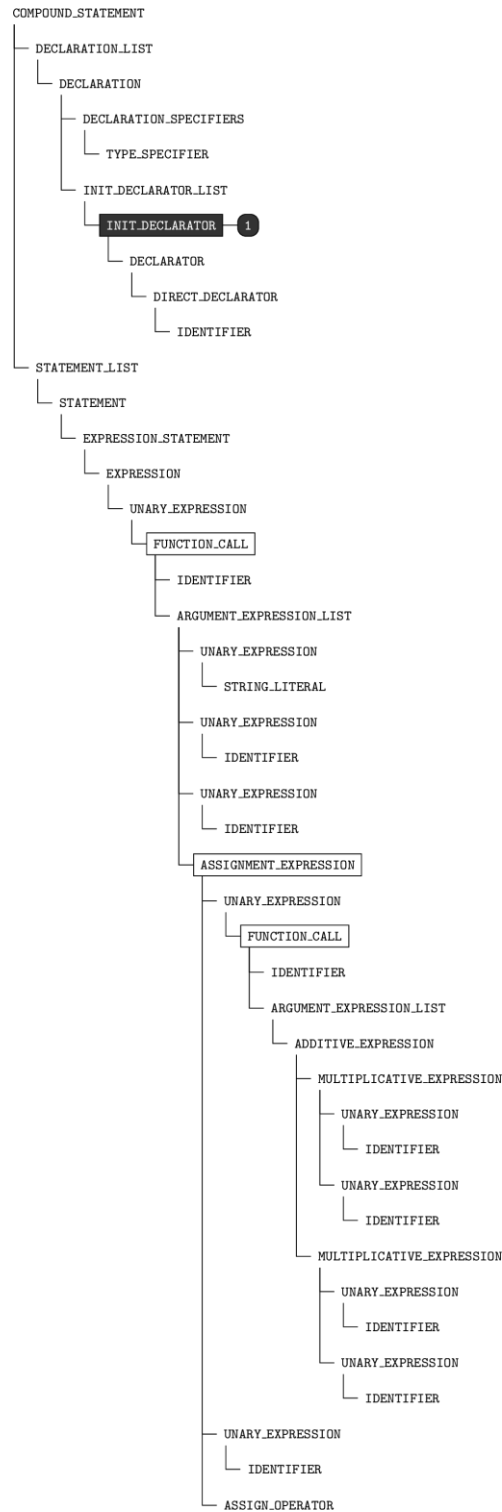 COMPOUND_STATEMENT
DECLARATION_LIST
DECLARATION
DECLARATION_SPECIFIERS
TYPE_SPECIFIER
INIT_DECLARATOR_LIST
INIT_DECLARATOR 1
DECLARATOR
DIRECT_DECLARATOR
IDENTIFIER
STATEMENT_LIST
STATEMENT
EXPRESSION_STATEMENT
EXPRESSION
UNARY_EXPRESSION
FUNCTION_CALL
IDENTIFIER
ARGUMENT_EXPRESSION_LIST
UNARY_EXPRESSION
STRING_LITERAL
UNARY_EXPRESSION
IDENTIFIER
UNARY_EXPRESSION
IDENTIFIER
ASSIGNMENT_EXPRESSION
UNARY_EXPRESSION
FUNCTION_CALL
IDENTIFIER
ARGUMENT_EXPRESSION_LIST
ADDITIVE_EXPRESSION
MULTIPLICATIVE_EXPRESSION
UNARY_EXPRESSION
IDENTIFIER
UNARY_EXPRESSION
IDENTIFIER
MULTIPLICATIVE_EXPRESSION
UNARY_EXPRESSION
IDENTIFIER
UNARY_EXPRESSION
IDENTIFIER
UNARY_EXPRESSION
IDENTIFIER
ASSIGN_OPERATOR